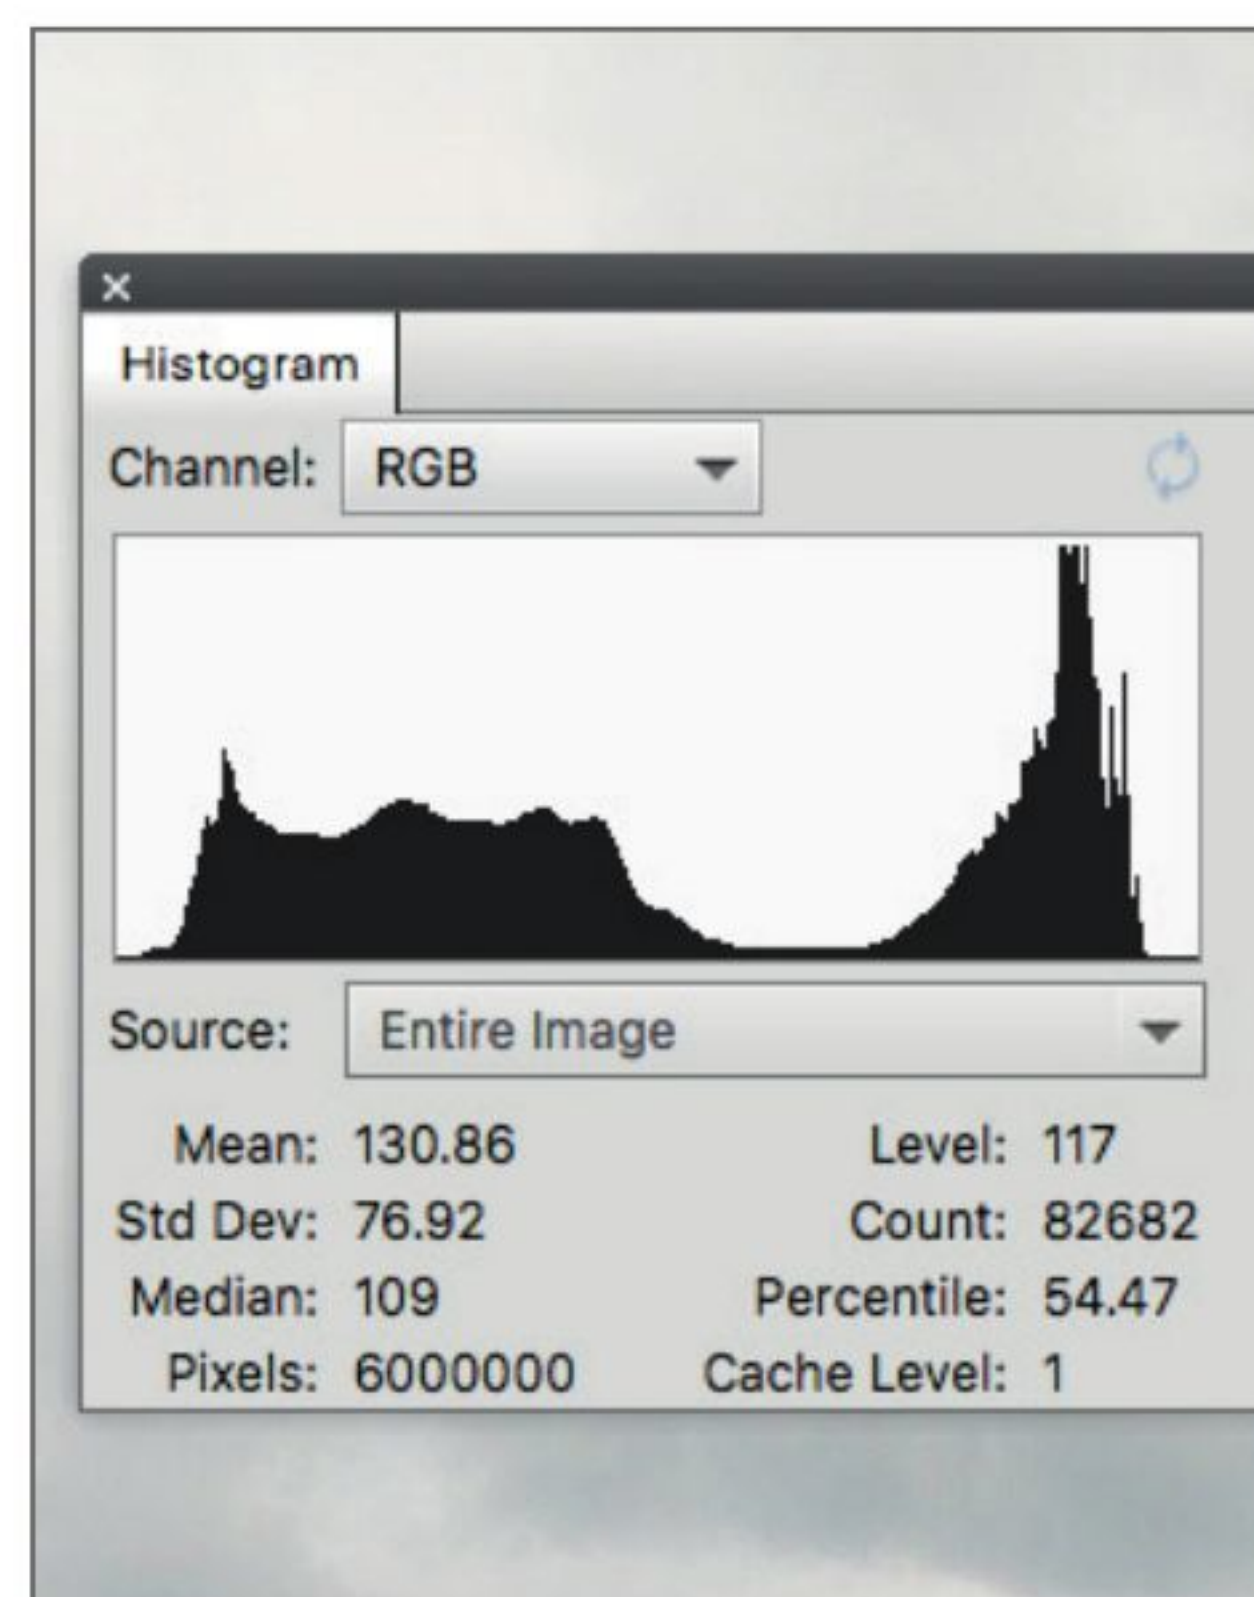 Histogram
Channel: RGB
Source: Entire Image
Mean: 130.86 Level: 117
Std Dev: 76.92 Count: 82682
Median: 109 Percentile: 54.47
Pixels: 6000000 Cache Level: 1